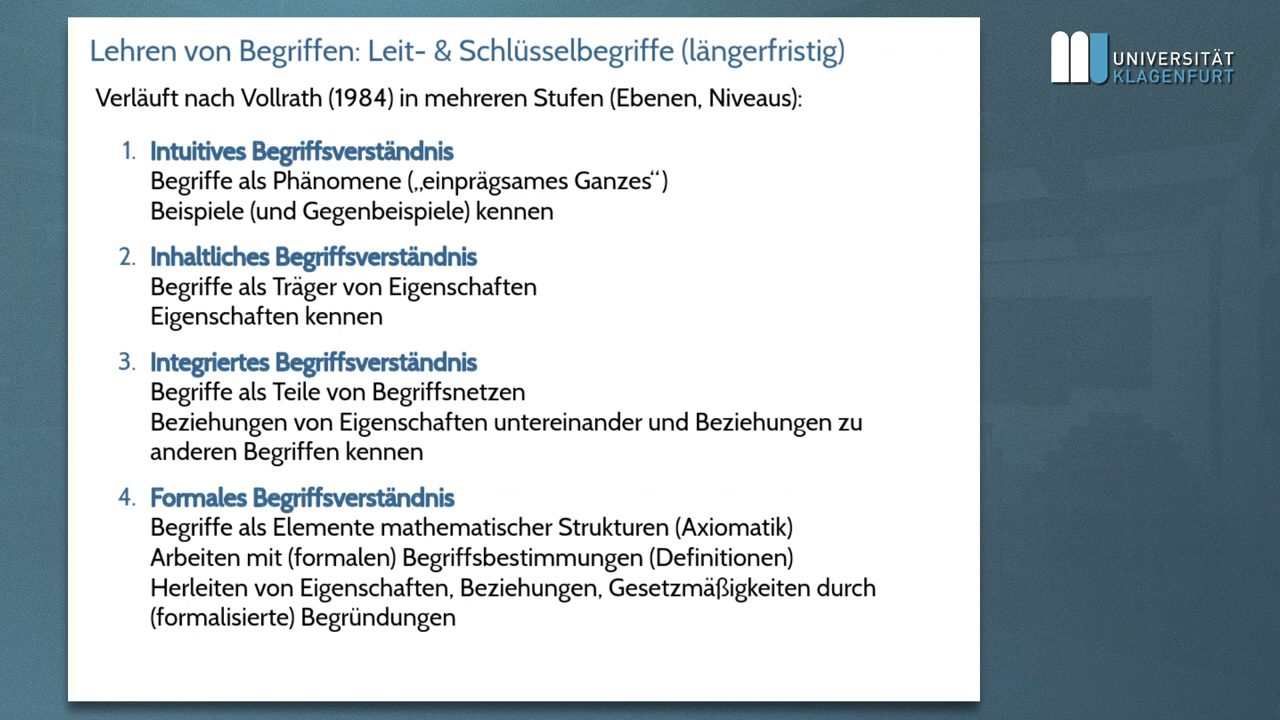 Lehren von Begriffen: Leit- & Schlüsselbegriffe (längerfristig)
Verläuft nach Vollrath (1984) in mehreren Stufen (Ebenen, Niveaus):
1. Intuitives Begriffsverständnis
Begriffe als Phänomene („einprägsames Ganzes“)
Beispiele (und Gegenbeispiele) kennen
2. Inhaltliches Begriffsverständnis
Begriffe als Träger von Eigenschaften
Eigenschaften kennen
3. Integriertes Begriffsverständnis
Begriffe als Teile von Begriffsnetzen
Beziehungen von Eigenschaften untereinander und Beziehungen zu
anderen Begriffen kennen
4. Formales Begriffsverständnis
Begriffe als Elemente mathematischer Strukturen (Axiomatik)
Arbeiten mit (formalen) Begriffsbestimmungen (Definitionen)
Herleiten von Eigenschaften, Beziehungen, Gesetzmäßigkeiten durch
(formalisierte) Begründungen
UNIVERSITÄT
KLAGENFURT